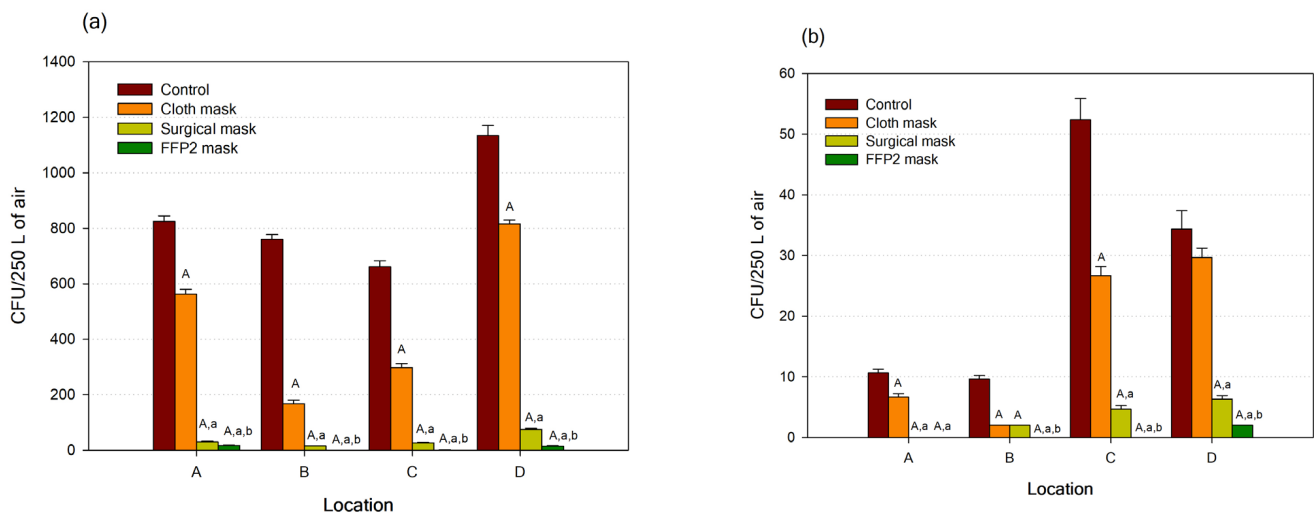 (a)
1400
1200
1000
800
600
400
200
0
CFU/250 L of air
Control
Cloth mask
Surgical mask
FFP2 mask
A
A,a
A,a,b
A
A,a
A,a,b
A
A,a
A,a,b
A
A,a
A,a,b
A B C D
Location
(b)
60
50
40
30
20
10
0
CFU/250 L of air
Control
Cloth mask
Surgical mask
FFP2 mask
A
A,a
A,a
A
A
A,a,b
A
A,a
A,a,b
A,a
A,a,b
A B C D
Location